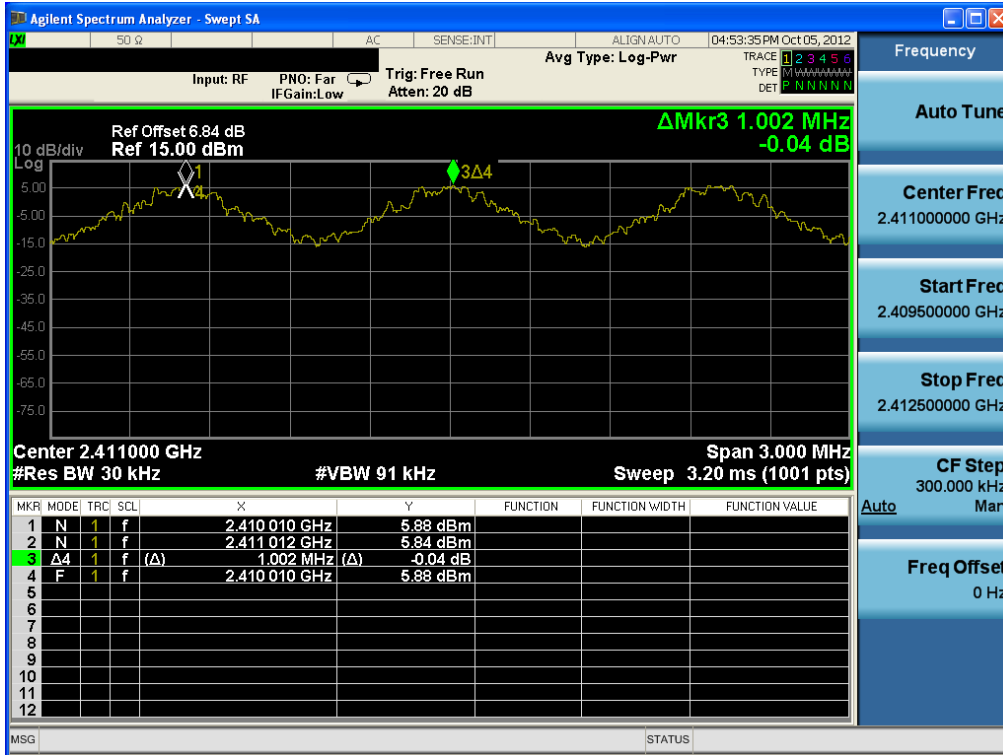 Agilent Spectrum Analyzer - Swept SA
LXI 50 Ω AC SENSE:INT ALIGN AUTO 04:53:35 PM Oct 05, 2012
Input: RF PNO: Far Trig: Free Run Avg Type: Log-Pwr TRACE 1 2 3 4 5 6
IFGain:Low Atten: 20 dB TYPE M WWWWW
DET P N N N N N
ΔMkr3 1.002 MHz
-0.04 dB
Ref Offset 6.84 dB
10 dB/div Ref 15.00 dBm
Log
1
4
3Δ4
5.00
-5.00
-15.0
-25.0
-35.0
-45.0
-55.0
-65.0
-75.0
Center 2.411000 GHz Span 3.000 MHz
#Res BW 30 kHz #VBW 91 kHz Sweep 3.20 ms (1001 pts)
MKR MODE TRC SCL X Y FUNCTION FUNCTION WIDTH FUNCTION VALUE
1 N 1 f 2.410 010 GHz 5.88 dBm
2 N 1 f 2.411 012 GHz 5.84 dBm
3 Δ4 1 f (Δ) 1.002 MHz (Δ) -0.04 dB
4 F 1 f 2.410 010 GHz 5.88 dBm
5
6
7
8
9
10
11
12
MSG STATUS
Frequency
Auto Tune
Center Freq
2.411000000 GHz
Start Freq
2.409500000 GHz
Stop Freq
2.412500000 GHz
CF Step
300.000 kHz
Auto Man
Freq Offset
0 Hz